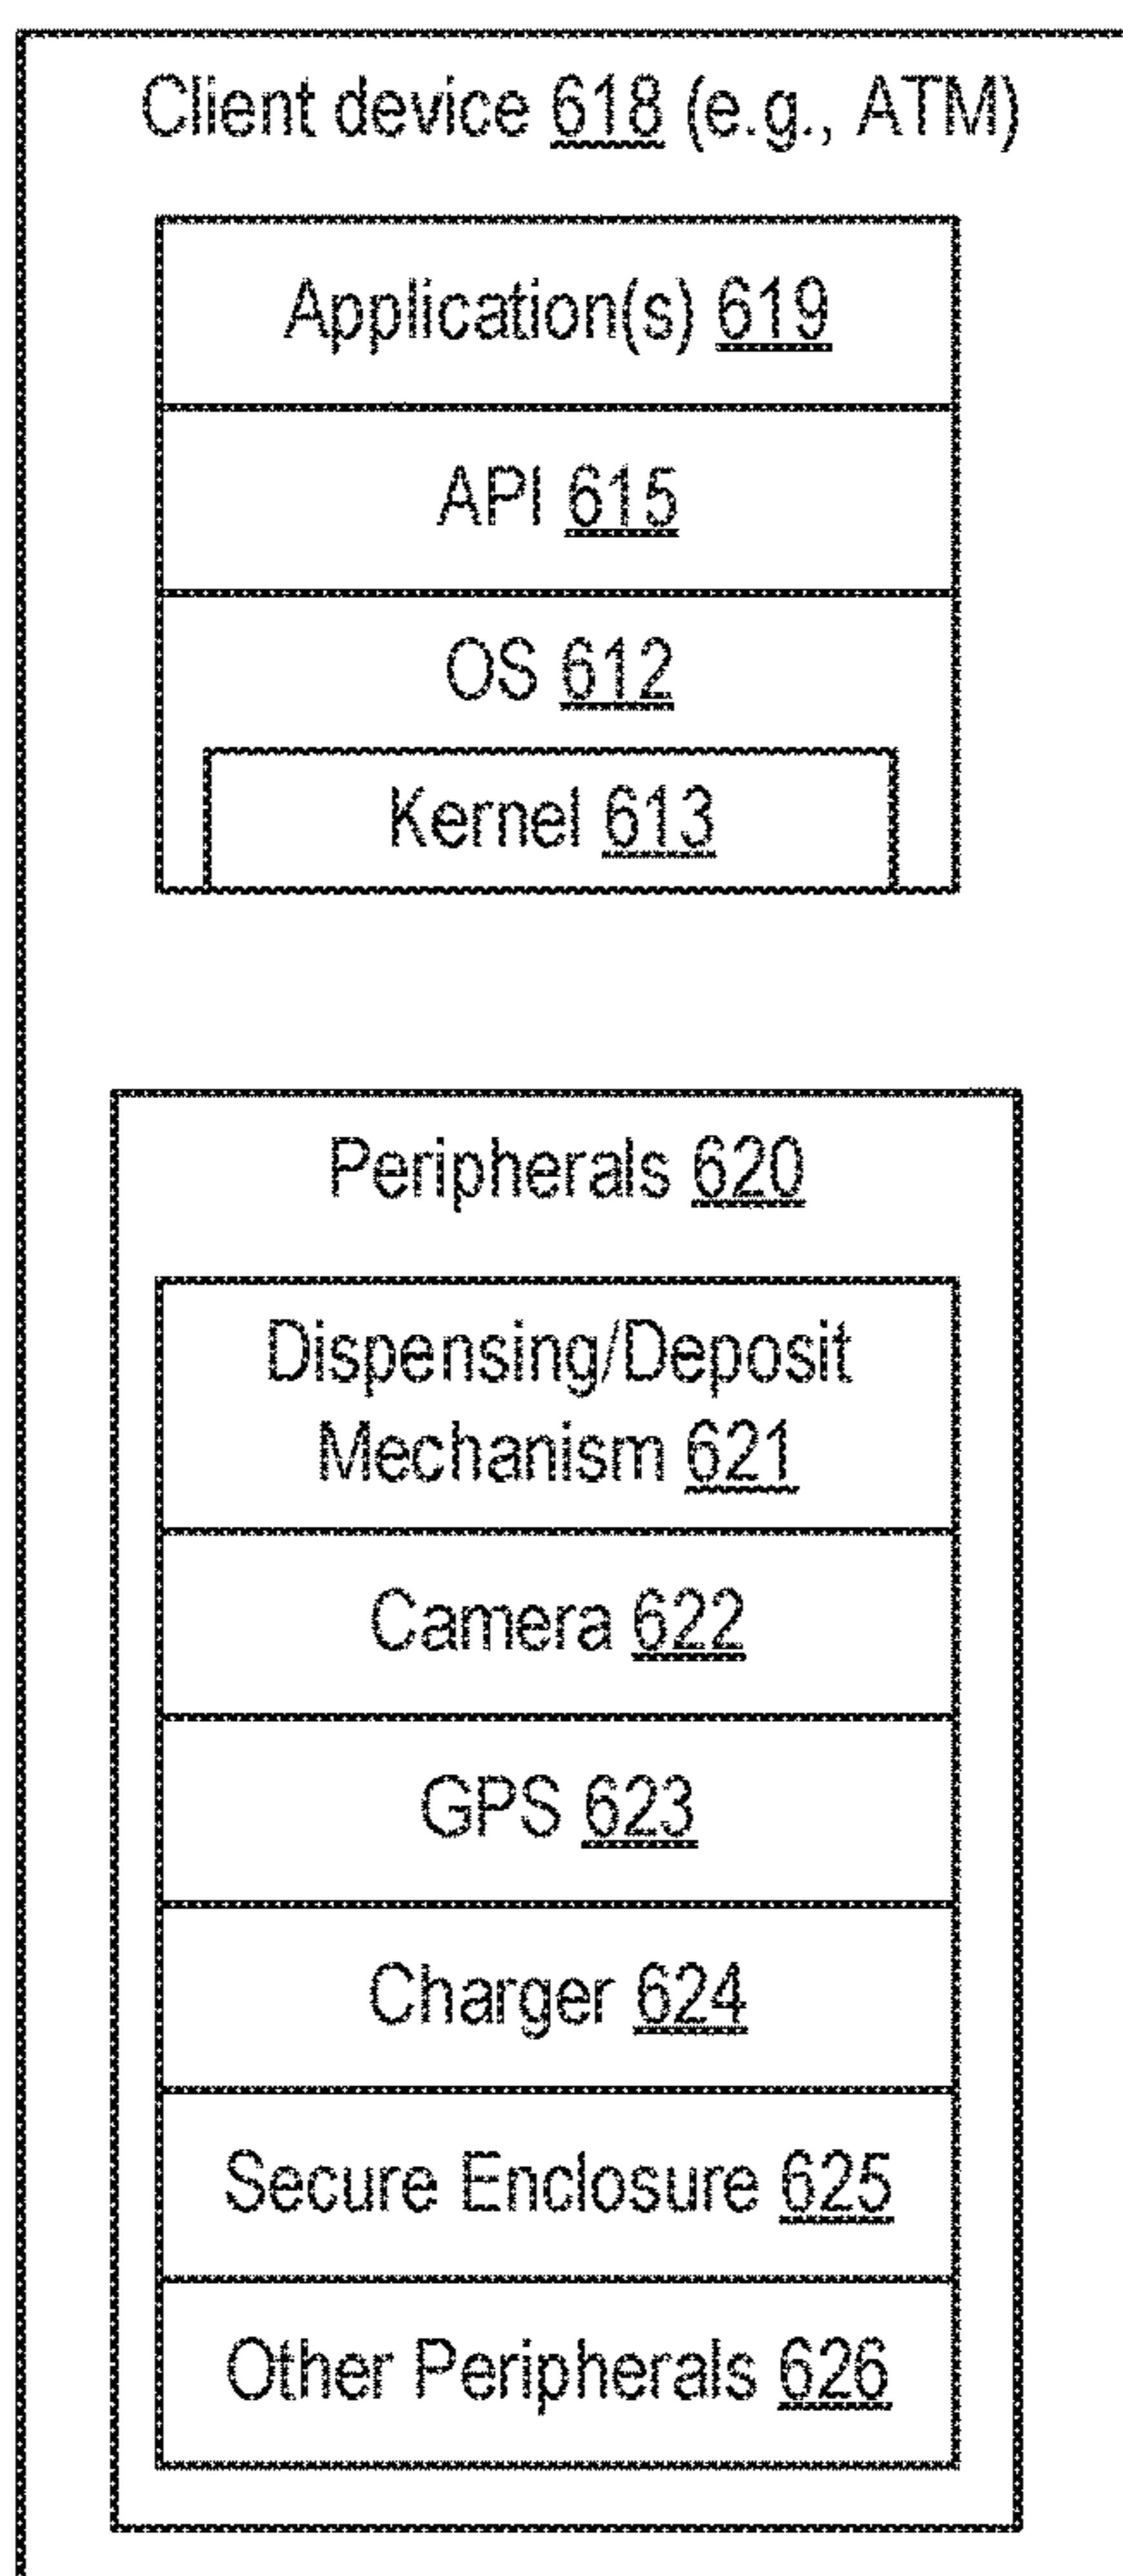 Client device 618 (e.g., ATM)
Application(s) 619
API 615
OS 612
Kernel 613
Peripherals 620
Dispensing/Deposit
Mechanism 621
Camera 622
GPS 623
Charger 624
Secure Enclosure 625
Other Peripherals 626